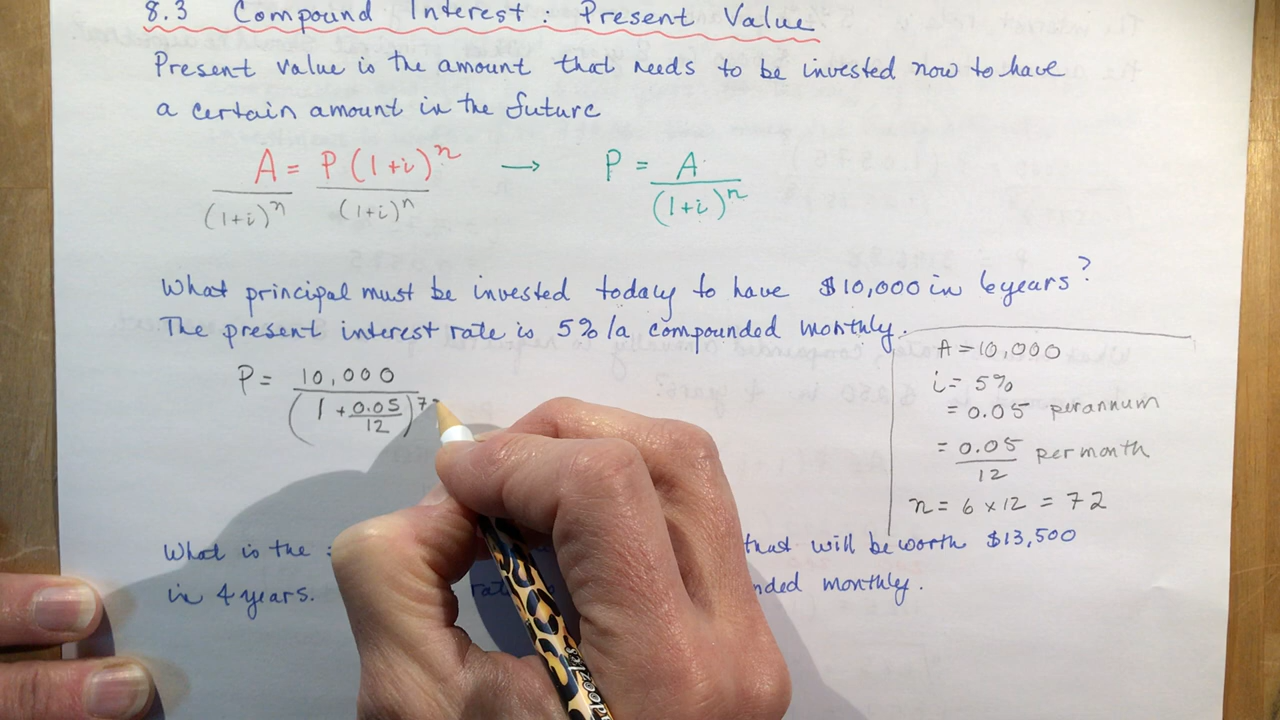 8.3 Compound Interest : Present Value
Present value is the amount that needs to be invested now to have
a certain amount in the future
A = P (1+i)^n → P = A / (1+i)^n
(1+i)^n (1+i)^n
What principal must be invested today to have $10,000 in 6 years?
The present interest rate is 5%/a compounded monthly.
P = 10,000 / (1 + 0.05/12)^7
A = 10,000
i = 5%
= 0.05 per annum
= 0.05/12 per month
n = 6 × 12 = 72
What is the that will be worth $13,500
in 4 years. monthly.